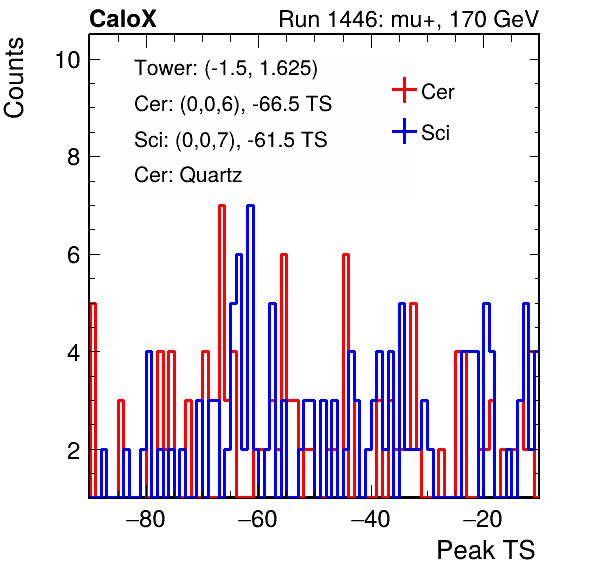 CaloX Run 1446: mu+, 170 GeV
Counts
Tower: (-1.5, 1.625)
Cer: (0,0,6), -66.5 TS
Sci: (0,0,7), -61.5 TS
Cer: Quartz
Cer
Sci
10
8
6
4
2
−80 −60 −40 −20
Peak TS